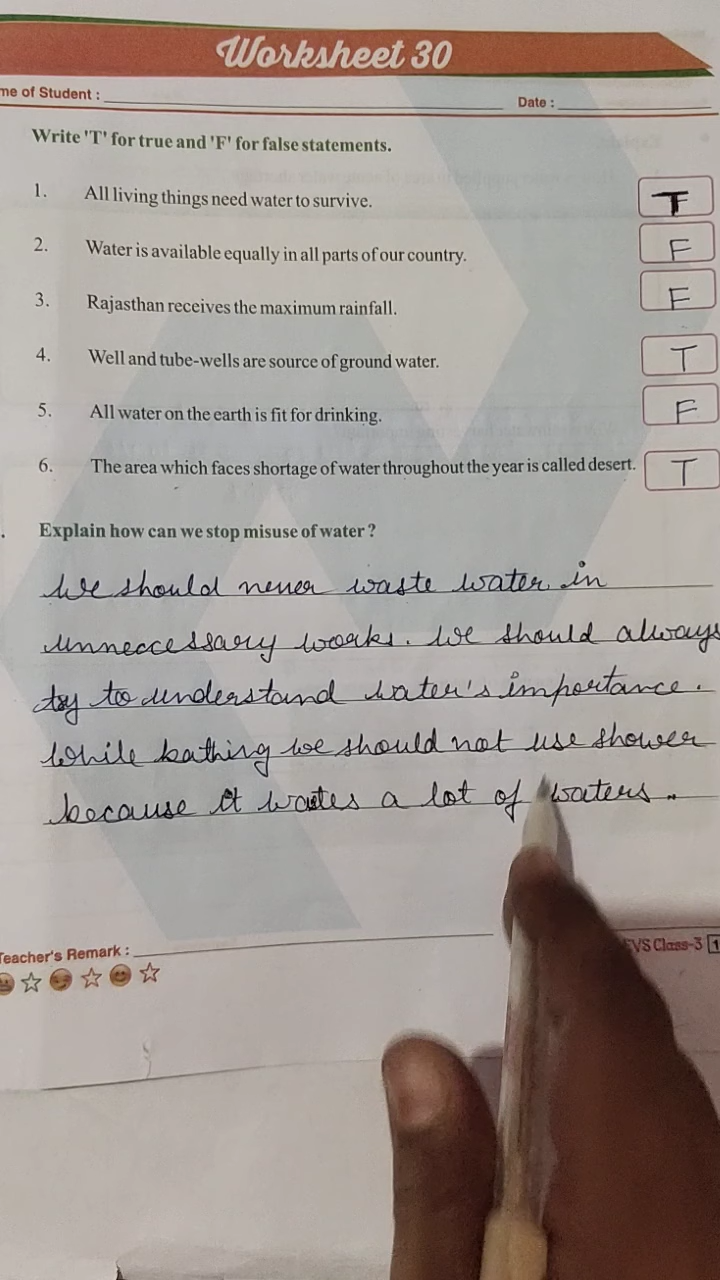 Worksheet 30
me of Student :
Date :
Write 'T' for true and 'F' for false statements.
1. All living things need water to survive. T
2. Water is available equally in all parts of our country. F
3. Rajasthan receives the maximum rainfall. F
4. Well and tube-wells are source of ground water. T
5. All water on the earth is fit for drinking. F
6. The area which faces shortage of water throughout the year is called desert. T
. Explain how can we stop misuse of water ?
We should never waste water in
unneccessary works. We should always
try to understand water's importance.
While bathing we should not use shower
because it wastes a lot of waters.
Teacher's Remark :
EVS Class-3 1